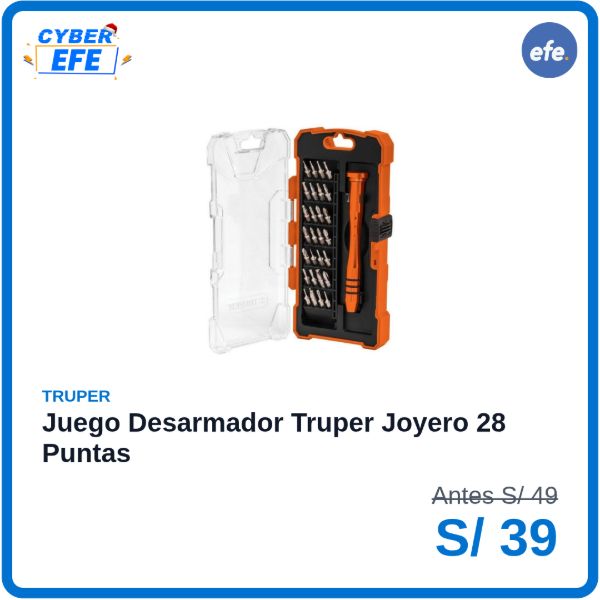 CYBER
EFE
efe.
TRUPER
Juego Desarmador Truper Joyero 28
Puntas
Antes S/ 49
S/ 39